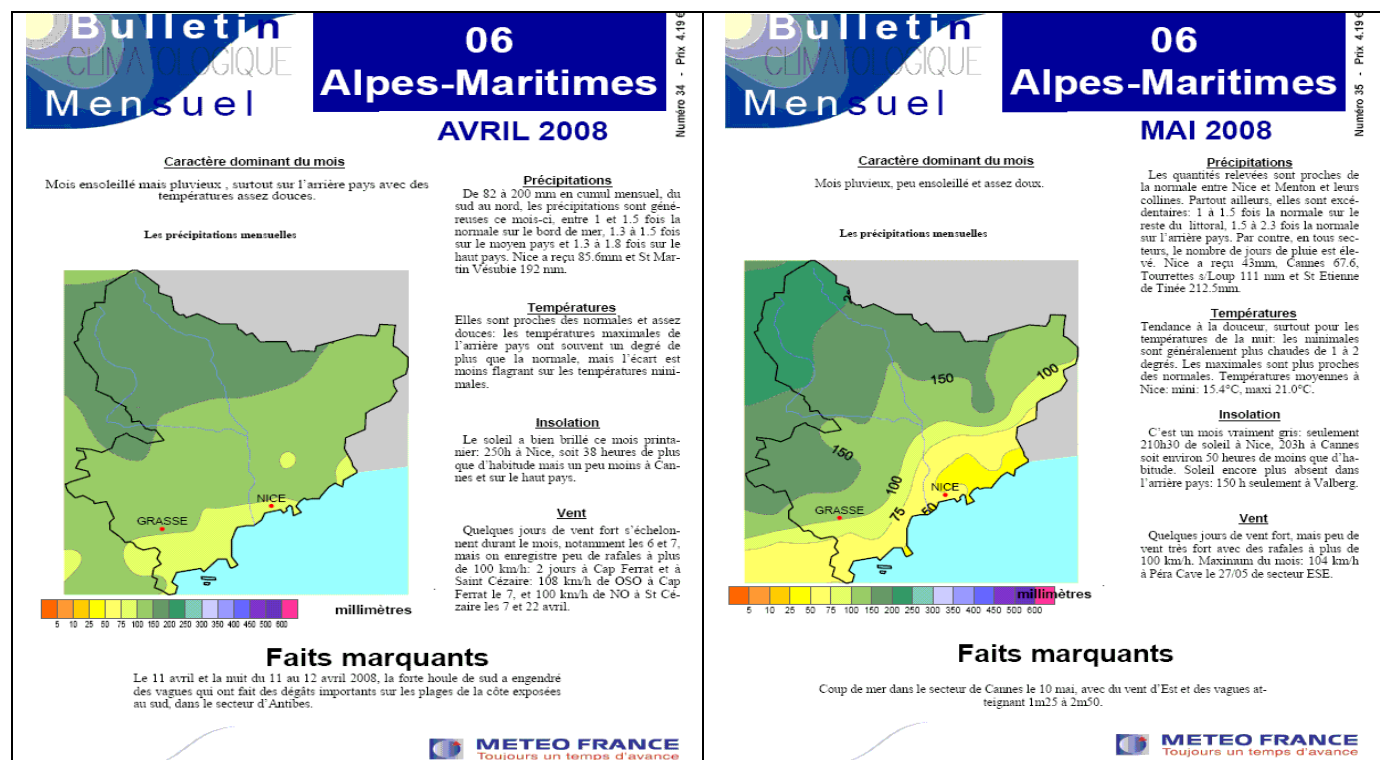 Bulletin
CLIMATOLOGIQUE
Mensuel
06
Alpes-Maritimes
Numéro 34 - Prix 4.19 €
AVRIL 2008
Caractère dominant du mois
Mois ensoleillé mais pluvieux , surtout sur l'arrière pays avec des
températures assez douces.
Les précipitations mensuelles
GRASSE
NICE
5 10 25 50 75 100 150 200 250 300 350 400 450 500 600
millimètres
Précipitations
De 82 à 200 mm en cumul mensuel, du
sud au nord, les précipitations sont géné-
reuses ce mois-ci, entre 1 et 1.5 fois la
normale sur le bord de mer, 1.3 à 1.5 fois
sur le moyen pays et 1.3 à 1.8 fois sur le
haut pays. Nice a reçu 85.6mm et St Mar-
tin Vésubie 192 mm.
Températures
Elles sont proches des normales et assez
douces: les températures maximales de
l'arrière pays ont souvent un degré de
plus que la normale, mais l'écart est
moins flagrant sur les températures mini-
males.
Insolation
Le soleil a bien brillé ce mois printa-
nier: 250h à Nice, soit 38 heures de plus
que d'habitude mais un peu moins à Can-
nes et sur le haut pays.
Vent
Quelques jours de vent fort s'échelon-
nent durant le mois, notamment les 6 et 7,
mais on enregistre peu de rafales à plus
de 100 km/h: 2 jours à Cap Ferrat et à
Saint Cézaire: 108 km/h de OSO à Cap
Ferrat le 7, et 100 km/h de NO à St Cé-
zaire les 7 et 22 avril.
Faits marquants
Le 11 avril et la nuit du 11 au 12 avril 2008, la forte houle de sud a engendré
des vagues qui ont fait des dégâts importants sur les plages de la côte exposées
au sud, dans le secteur d'Antibes.
METEO FRANCE
Toujours un temps d'avance
Bulletin
CLIMATOLOGIQUE
Mensuel
06
Alpes-Maritimes
Numéro 35 - Prix 4.19 €
MAI 2008
Caractère dominant du mois
Mois pluvieux, peu ensoleillé et assez doux.
Les précipitations mensuelles
150
100
150
100
75
50
NICE
GRASSE
5 10 25 50 75 100 150 200 250 300 350 400 450 500 600
millimètres
Précipitations
Les quantités relevées sont proches de
la normale entre Nice et Menton et leurs
collines. Partout ailleurs, elles sont excé-
dentaires: 1 à 1.5 fois la normale sur le
reste du littoral, 1.5 à 2.3 fois la normale
sur l'arrière pays. Par contre, en tous sec-
teurs, le nombre de jours de pluie est éle-
vé. Nice a reçu 43mm, Cannes 67.6,
Tourrettes s/Loup 111 mm et St Etienne
de Tinée 212.5mm.
Températures
Tendance à la douceur, surtout pour les
températures de la nuit: les minimales
sont généralement plus chaudes de 1 à 2
degrés. Les maximales sont plus proches
des normales. Températures moyennes à
Nice: mini: 15.4°C, maxi 21.0°C.
Insolation
C'est un mois vraiment gris: seulement
210h30 de soleil à Nice, 203h à Cannes
soit environ 50 heures de moins que d'ha-
bitude. Soleil encore plus absent dans
l'arrière pays: 150 h seulement à Valberg.
Vent
Quelques jours de vent fort, mais peu de
vent très fort avec des rafales à plus de
100 km/h. Maximum du mois: 104 km/h
à Péra Cave le 27/05 de secteur ESE.
Faits marquants
Coup de mer dans le secteur de Cannes le 10 mai, avec du vent d'Est et des vagues at-
teignant 1m25 à 2m50.
METEO FRANCE
Toujours un temps d'avance